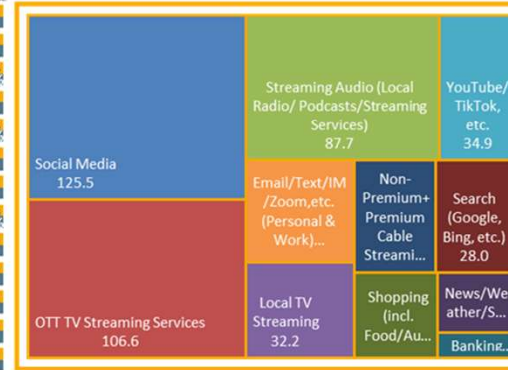 Social Media
125.5
OTT TV Streaming Services
106.6
Streaming Audio (Local
Radio/ Podcasts/Streaming
Services)
87.7
YouTube/
TikTok,
etc.
34.9
Email/Text/IM
/Zoom,etc.
(Personal &
Work)...
Non-
Premium+
Premium
Cable
Streami...
Search
(Google,
Bing, etc.)
28.0
Local TV
Streaming
32.2
Shopping
(incl.
Food/Au...
News/We
ather/S...
Banking...